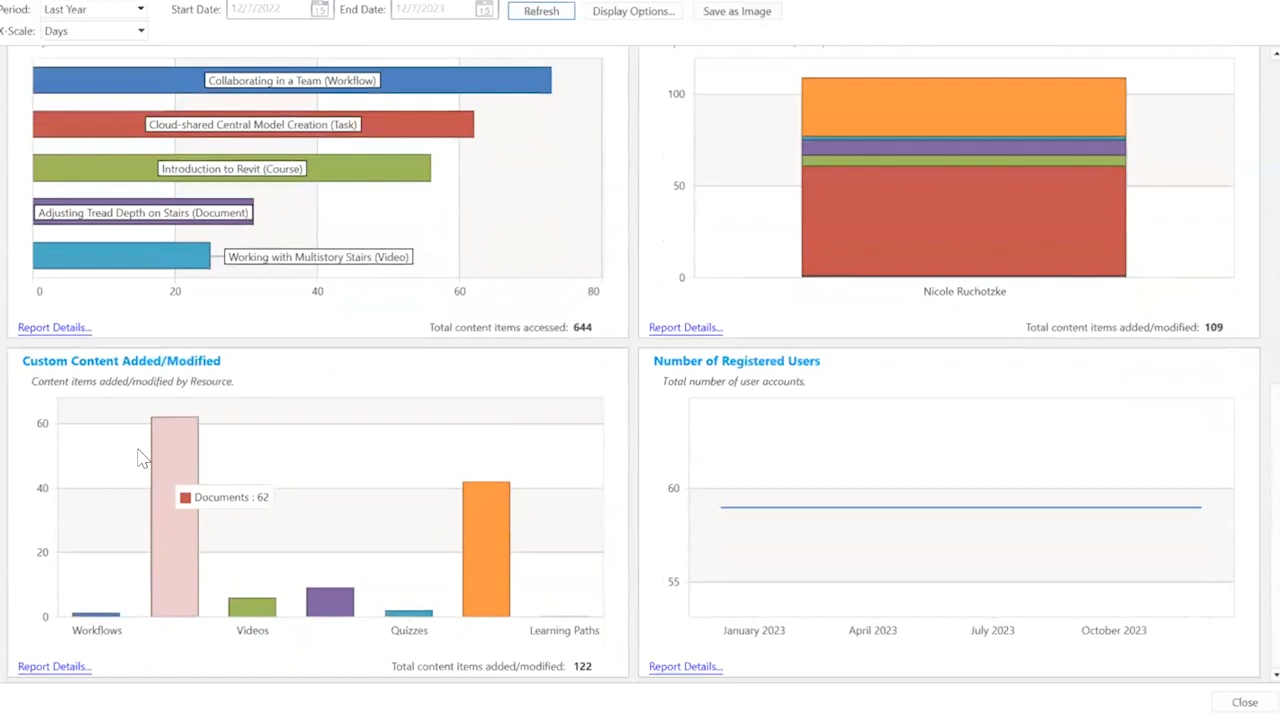 Period: Last Year Start Date: 12/7/2022 15 End Date: 12/7/2023 15 Refresh Display Options... Save as Image
X-Scale: Days
Collaborating in a Team (Workflow)
Cloud-shared Central Model Creation (Task)
Introduction to Revit (Course)
Adjusting Tread Depth on Stairs (Document)
Working with Multistory Stairs (Video)
0 20 40 60 80
Report Details... Total content items accessed: 644
100
50
0
Nicole Ruchotzke
Report Details... Total content items added/modified: 109
Custom Content Added/Modified
Content items added/modified by Resource.
60
40
Documents : 62
20
0
Workflows Videos Quizzes Learning Paths
Report Details... Total content items added/modified: 122
Number of Registered Users
Total number of user accounts.
60
55
January 2023 April 2023 July 2023 October 2023
Report Details...
Close